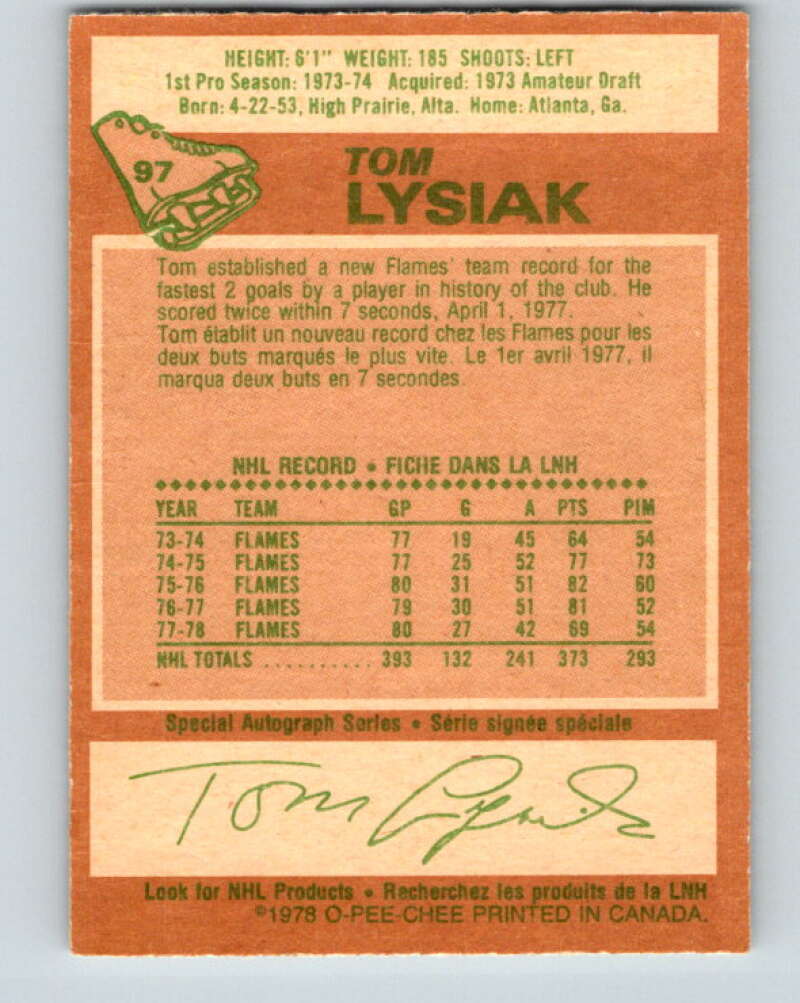 HEIGHT: 6'1" WEIGHT: 185 SHOOTS: LEFT
1st Pro Season: 1973-74 Acquired: 1973 Amateur Draft
Born: 4-22-53, High Prairie, Alta. Home: Atlanta, Ga.
97
TOM
LYSIAK
Tom established a new Flames' team record for the
fastest 2 goals by a player in history of the club. He
scored twice within 7 seconds, April 1, 1977.
Tom établit un nouveau record chez les Flames pour les
deux buts marqués le plus vite. Le 1er avril 1977, il
marqua deux buts en 7 secondes.
NHL RECORD • FICHE DANS LA LNH
YEAR TEAM GP G A PTS PIM
73-74 FLAMES 77 19 45 64 54
74-75 FLAMES 77 25 52 77 73
75-76 FLAMES 80 31 51 82 60
76-77 FLAMES 79 30 51 81 52
77-78 FLAMES 80 27 42 69 54
NHL TOTALS .......... 393 132 241 373 293
Special Autograph Series • Série signée spéciale
Tom Lysiak
Look for NHL Products • Recherchez les produits de la LNH
©1978 O-PEE-CHEE PRINTED IN CANADA.